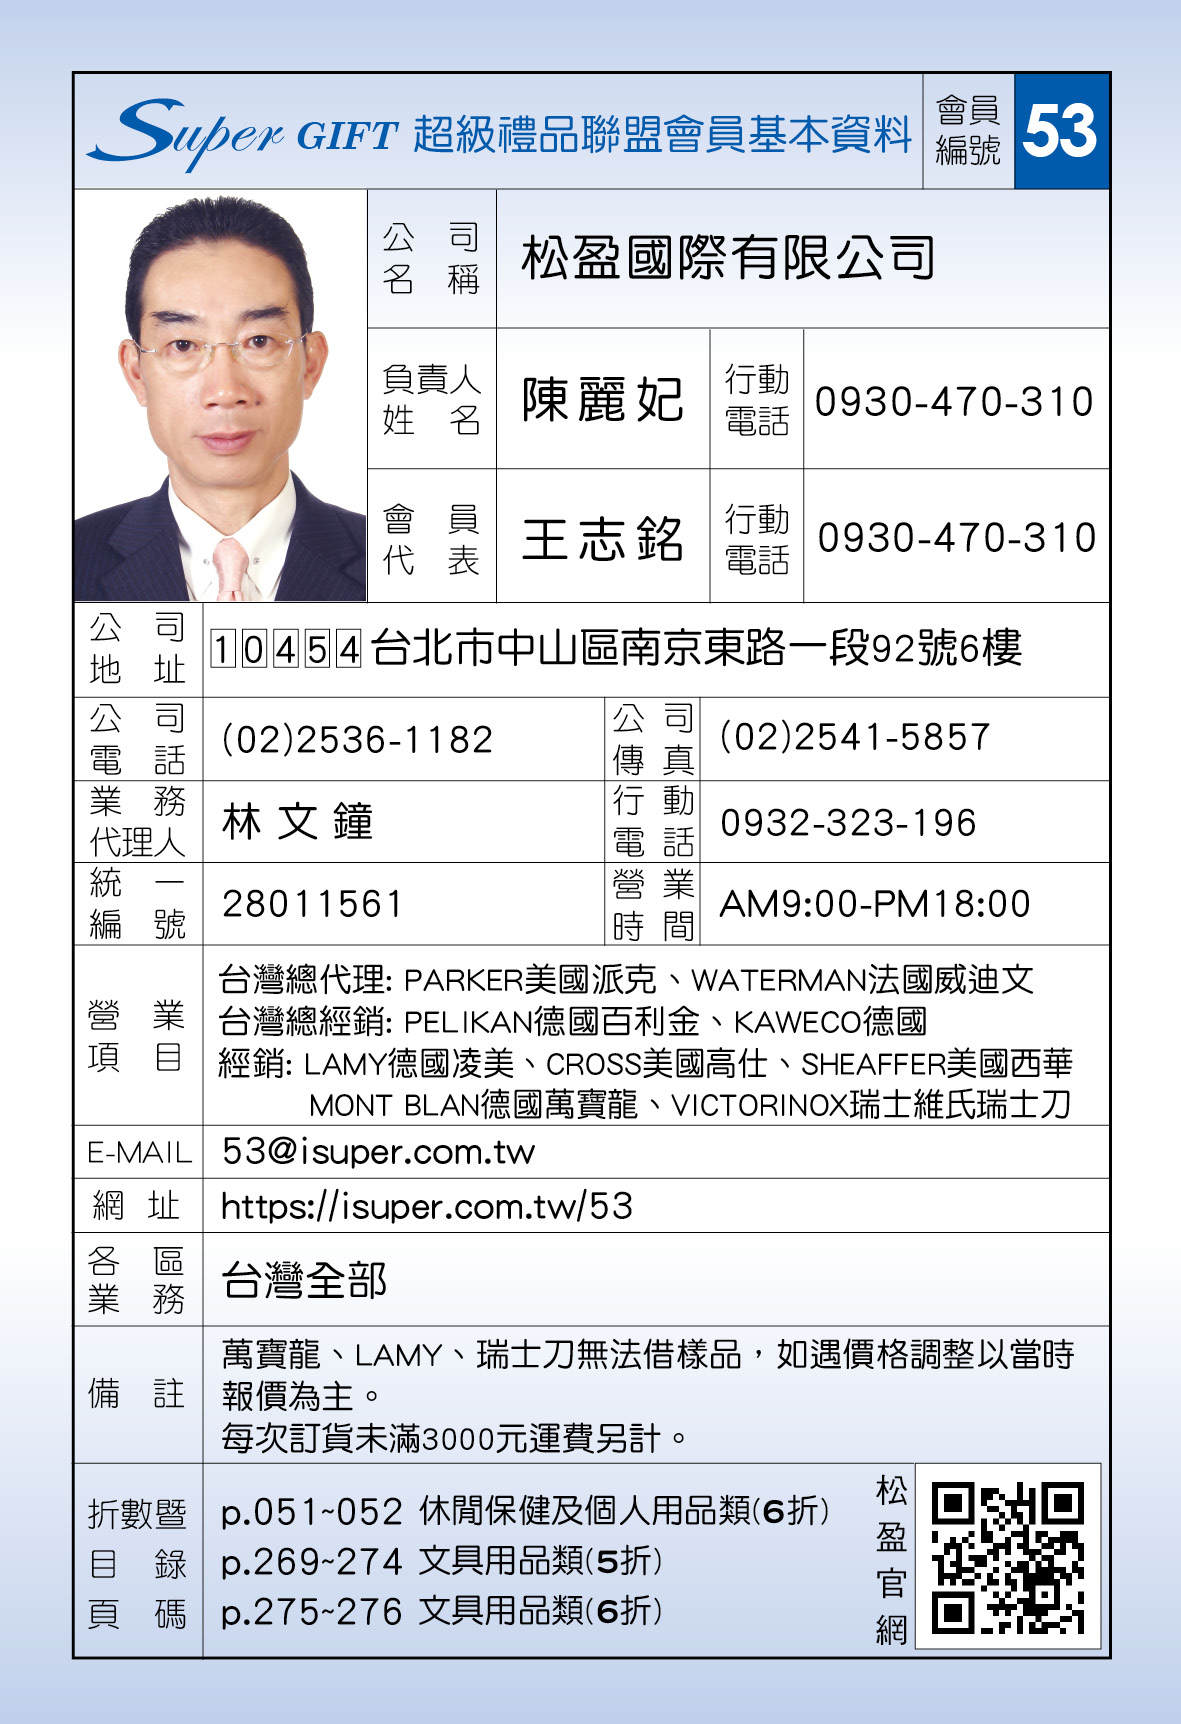 Super GIFT 超級禮品聯盟會員基本資料
會員編號 53
公司名稱 松盈國際有限公司
負責人姓名 陳麗妃 行動電話 0930-470-310
會員代表 王志銘 行動電話 0930-470-310
公司地址 10454台北市中山區南京東路一段92號6樓
公司電話 (02)2536-1182 公司傳真 (02)2541-5857
業務代理人 林文鐘 行動電話 0932-323-196
統一編號 28011561 營業時間 AM9:00-PM18:00
營業項目
台灣總代理: PARKER美國派克、WATERMAN法國威迪文
台灣總經銷: PELIKAN德國百利金、KAWECO德國
經銷: LAMY德國凌美、CROSS美國高仕、SHEAFFER美國西華
MONT BLAN德國萬寶龍、VICTORINOX瑞士維氏瑞士刀
E-MAIL 53@isuper.com.tw
網址 https://isuper.com.tw/53
各區業務 台灣全部
備註
萬寶龍、LAMY、瑞士刀無法借樣品，如遇價格調整以當時
報價為主。
每次訂貨未滿3000元運費另計。
折數暨目錄頁碼
p.051~052 休閒保健及個人用品類(6折)
p.269~274 文具用品類(5折)
p.275~276 文具用品類(6折)
松盈官網